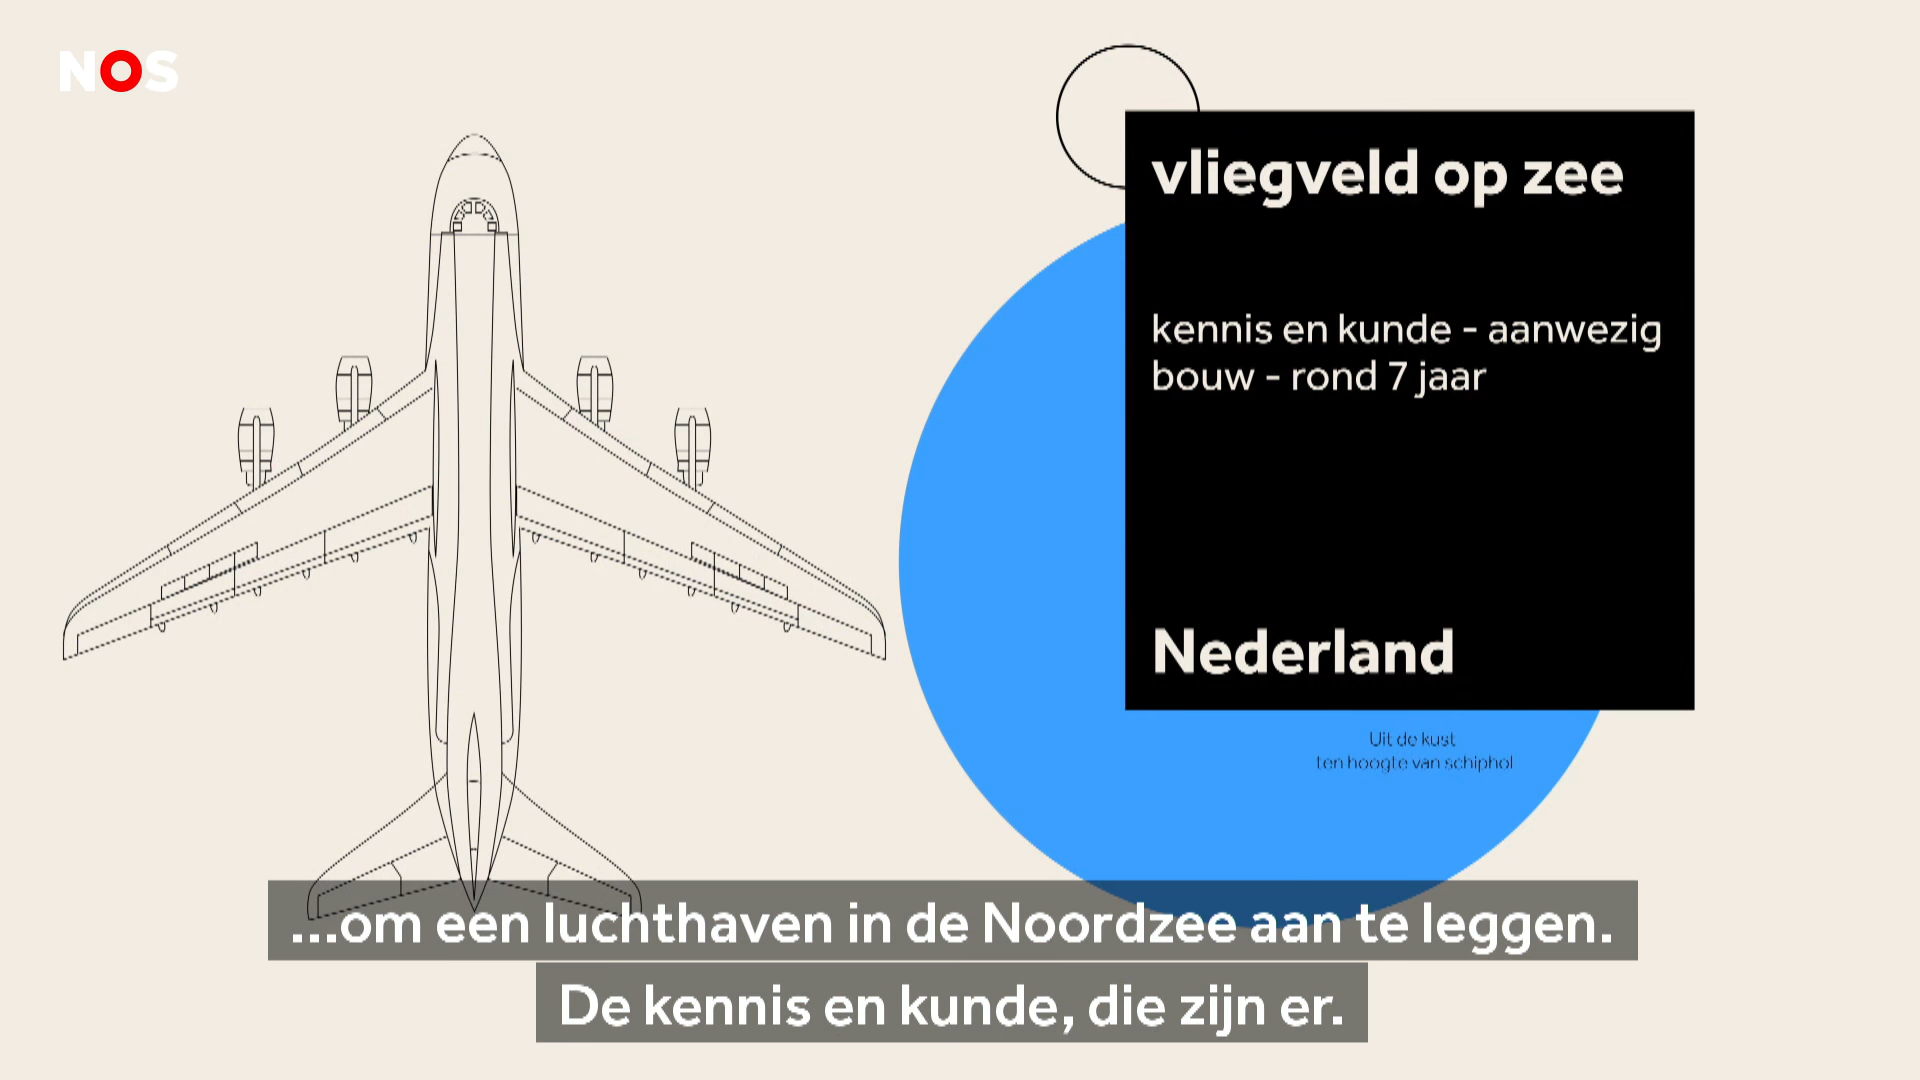 NOS
vliegveld op zee
kennis en kunde - aanwezig
bouw - rond 7 jaar
Nederland
Uit de kust
ten hoogte van schiphol
...om een luchthaven in de Noordzee aan te leggen.
De kennis en kunde, die zijn er.